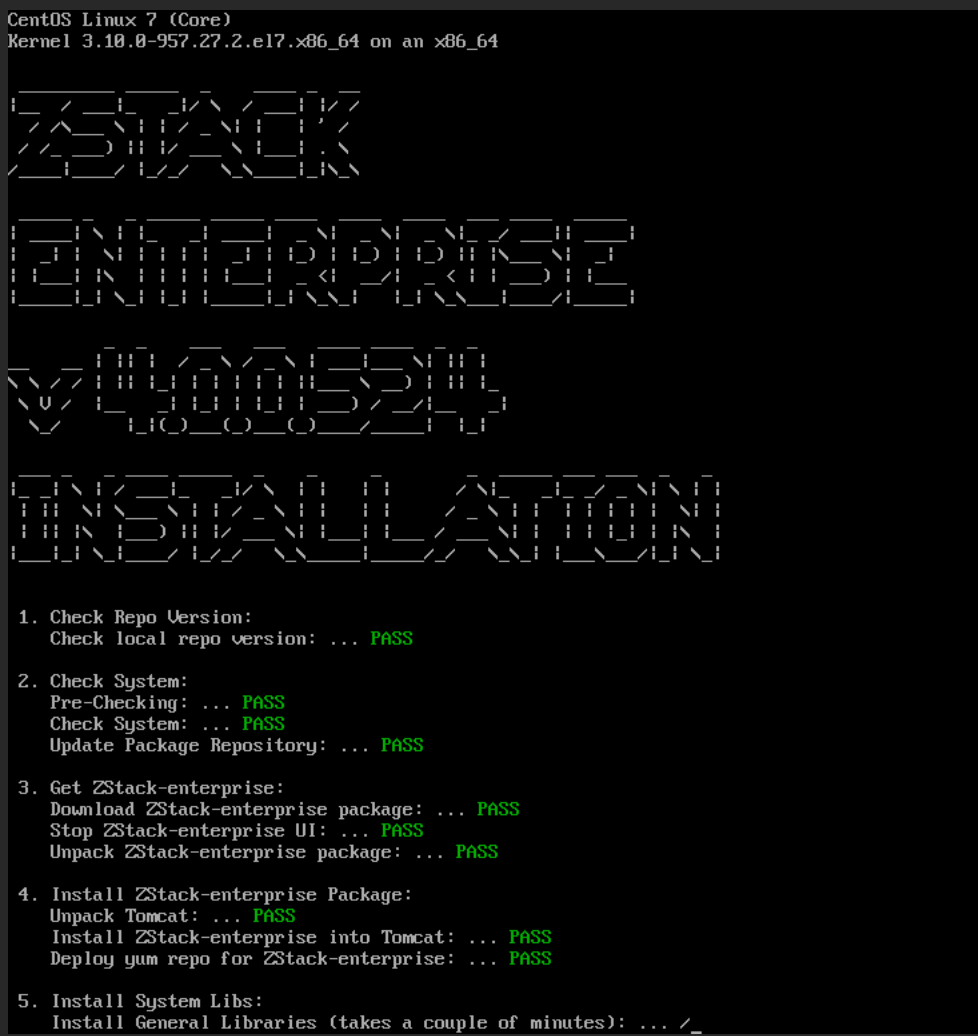 CentOS Linux 7 (Core)
Kernel 3.10.0-957.27.2.el7.x86_64 on an x86_64
ZSTACK
ENTERPRISE
v 4.0.0.524
INSTALLATION
1. Check Repo Version:
Check local repo version: ... PASS
2. Check System:
Pre-Checking: ... PASS
Check System: ... PASS
Update Package Repository: ... PASS
3. Get ZStack-enterprise:
Download ZStack-enterprise package: ... PASS
Stop ZStack-enterprise UI: ... PASS
Unpack ZStack-enterprise package: ... PASS
4. Install ZStack-enterprise Package:
Unpack Tomcat: ... PASS
Install ZStack-enterprise into Tomcat: ... PASS
Deploy yum repo for ZStack-enterprise: ... PASS
5. Install System Libs:
Install General Libraries (takes a couple of minutes): ... /_